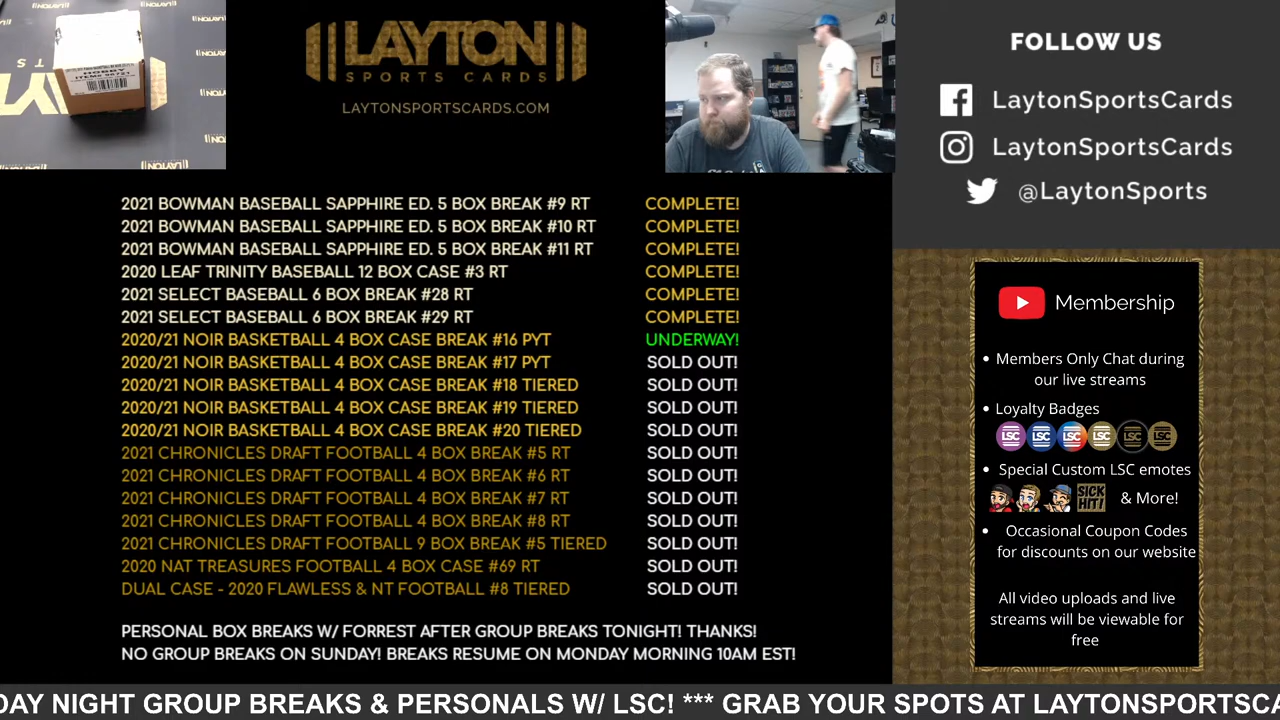 HOBBY
LAYTON
SPORTS CARDS
LAYTONSPORTSCARDS.COM
FOLLOW US
LaytonSportsCards
LaytonSportsCards
@LaytonSports
2021 BOWMAN BASEBALL SAPPHIRE ED. 5 BOX BREAK #9 RT COMPLETE!
2021 BOWMAN BASEBALL SAPPHIRE ED. 5 BOX BREAK #10 RT COMPLETE!
2021 BOWMAN BASEBALL SAPPHIRE ED. 5 BOX BREAK #11 RT COMPLETE!
2020 LEAF TRINITY BASEBALL 12 BOX CASE #3 RT COMPLETE!
2021 SELECT BASEBALL 6 BOX BREAK #28 RT COMPLETE!
2021 SELECT BASEBALL 6 BOX BREAK #29 RT COMPLETE!
2020/21 NOIR BASKETBALL 4 BOX CASE BREAK #16 PYT UNDERWAY!
2020/21 NOIR BASKETBALL 4 BOX CASE BREAK #17 PYT SOLD OUT!
2020/21 NOIR BASKETBALL 4 BOX CASE BREAK #18 TIERED SOLD OUT!
2020/21 NOIR BASKETBALL 4 BOX CASE BREAK #19 TIERED SOLD OUT!
2020/21 NOIR BASKETBALL 4 BOX CASE BREAK #20 TIERED SOLD OUT!
2021 CHRONICLES DRAFT FOOTBALL 4 BOX BREAK #5 RT SOLD OUT!
2021 CHRONICLES DRAFT FOOTBALL 4 BOX BREAK #6 RT SOLD OUT!
2021 CHRONICLES DRAFT FOOTBALL 4 BOX BREAK #7 RT SOLD OUT!
2021 CHRONICLES DRAFT FOOTBALL 4 BOX BREAK #8 RT SOLD OUT!
2021 CHRONICLES DRAFT FOOTBALL 9 BOX BREAK #5 TIERED SOLD OUT!
2020 NAT TREASURES FOOTBALL 4 BOX CASE #69 RT SOLD OUT!
DUAL CASE - 2020 FLAWLESS & NT FOOTBALL #8 TIERED SOLD OUT!
PERSONAL BOX BREAKS W/ FORREST AFTER GROUP BREAKS TONIGHT! THANKS!
NO GROUP BREAKS ON SUNDAY! BREAKS RESUME ON MONDAY MORNING 10AM EST!
Membership
• Members Only Chat during
our live streams
• Loyalty Badges
LSC LSC LSC LSC LSC LSC
• Special Custom LSC emotes
SICK HIT! & More!
• Occasional Coupon Codes
for discounts on our website
All video uploads and live
streams will be viewable for
free
DAY NIGHT GROUP BREAKS & PERSONALS W/ LSC! *** GRAB YOUR SPOTS AT LAYTONSPORTSCA